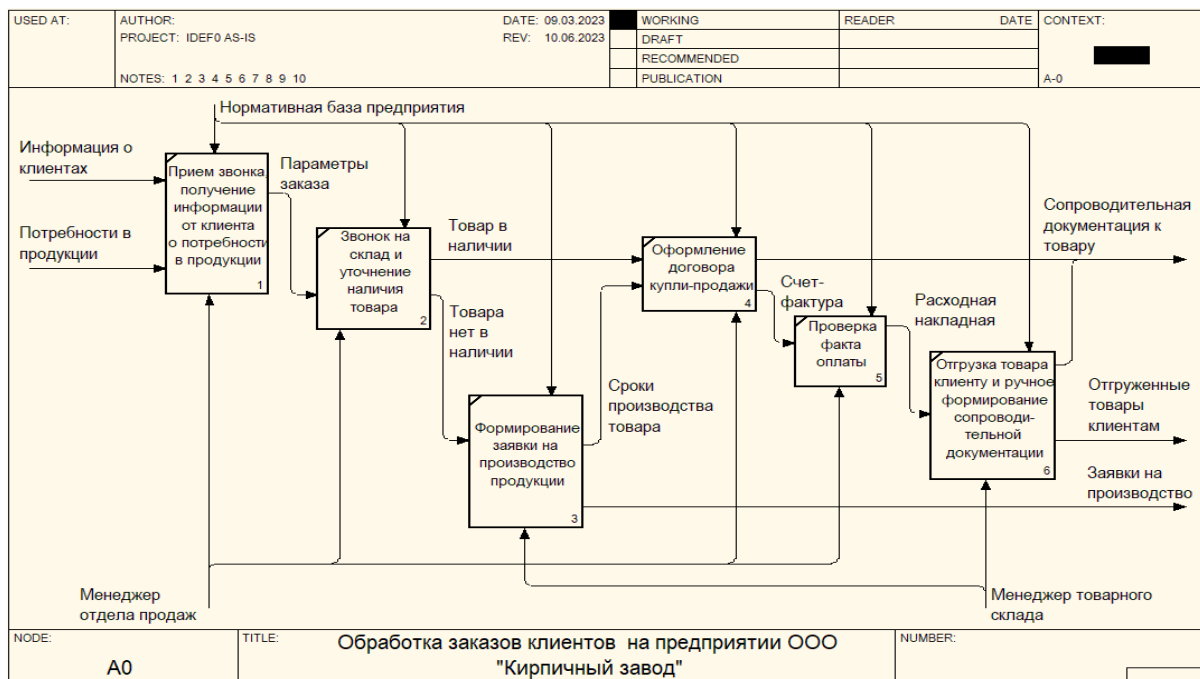 USED AT:
AUTHOR:
DATE: 09.03.2023
PROJECT: IDEF0 AS-IS
REV: 10.06.2023
NOTES: 1 2 3 4 5 6 7 8 9 10
WORKING
DRAFT
RECOMMENDED
PUBLICATION
READER
DATE
CONTEXT:
A-0
Нормативная база предприятия
Информация о
клиентах
Потребности в
продукции
Прием звонка,
получение
информации
от клиента
о потребности
в продукции
1
Параметры
заказа
Звонок на
склад и
уточнение
наличия
товара
2
Товар в
наличии
Товара
нет в
наличии
Формирование
заявки на
производство
продукции
3
Сроки
производства
товара
Оформление
договора
купли-продажи
4
Счет-
фактура
Проверка
факта
оплаты
5
Расходная
накладная
Отгрузка товара
клиенту и ручное
формирование
сопроводи-
тельной
документации
6
Сопроводительная
документация к
товару
Отгруженные
товары
клиентам
Заявки на
производство
Менеджер
отдела продаж
Менеджер товарного
склада
NODE:
A0
TITLE:
Обработка заказов клиентов на предприятии ООО
"Кирпичный завод"
NUMBER: